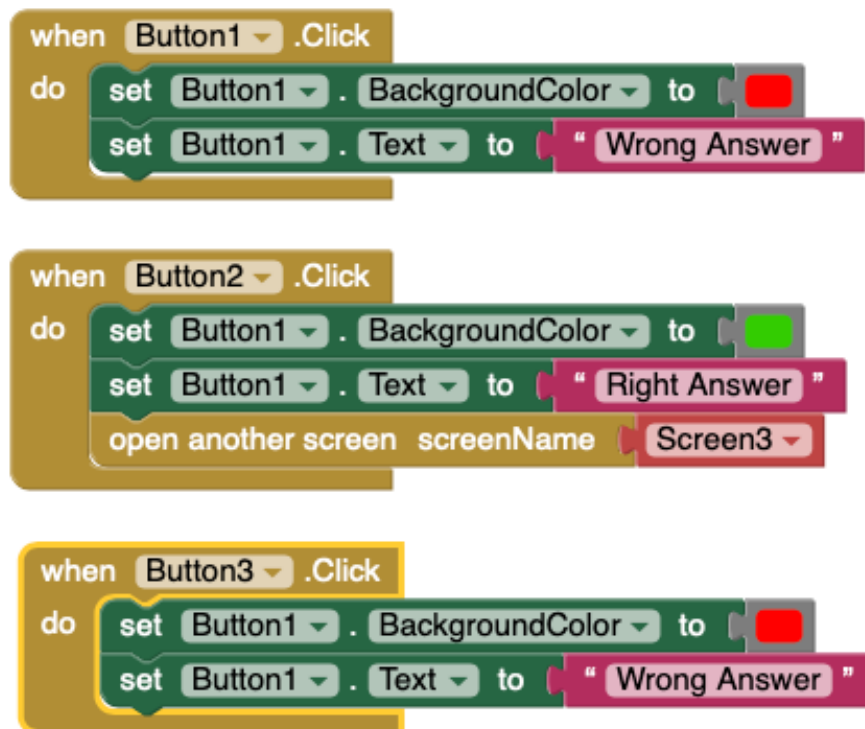 when Button1 .Click
do set Button1 . BackgroundColor to
set Button1 . Text to “ Wrong Answer ”
when Button2 .Click
do set Button1 . BackgroundColor to
set Button1 . Text to “ Right Answer ”
open another screen screenName Screen3
when Button3 .Click
do set Button1 . BackgroundColor to
set Button1 . Text to “ Wrong Answer ”